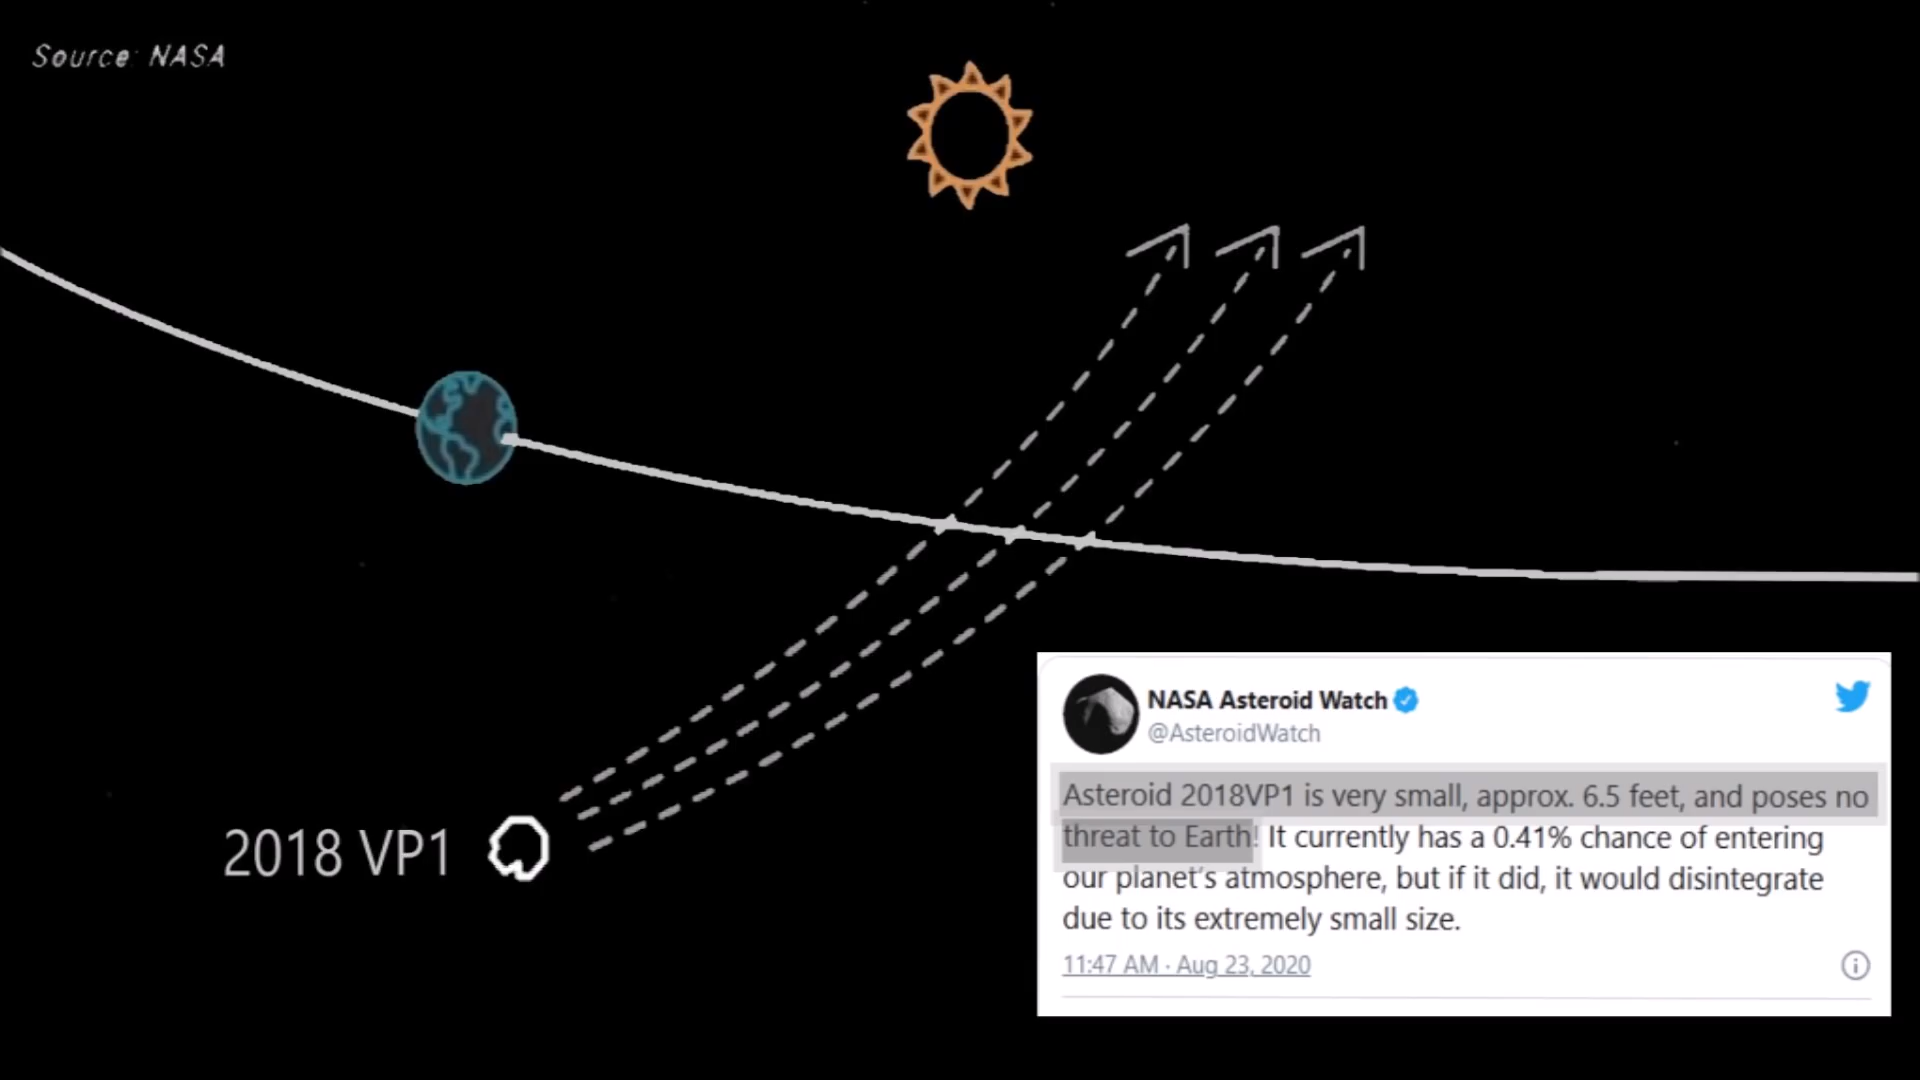 Source: NASA
2018 VP1
NASA Asteroid Watch
@AsteroidWatch
Asteroid 2018VP1 is very small, approx. 6.5 feet, and poses no
threat to Earth! It currently has a 0.41% chance of entering
our planet's atmosphere, but if it did, it would disintegrate
due to its extremely small size.
11:47 AM · Aug 23, 2020